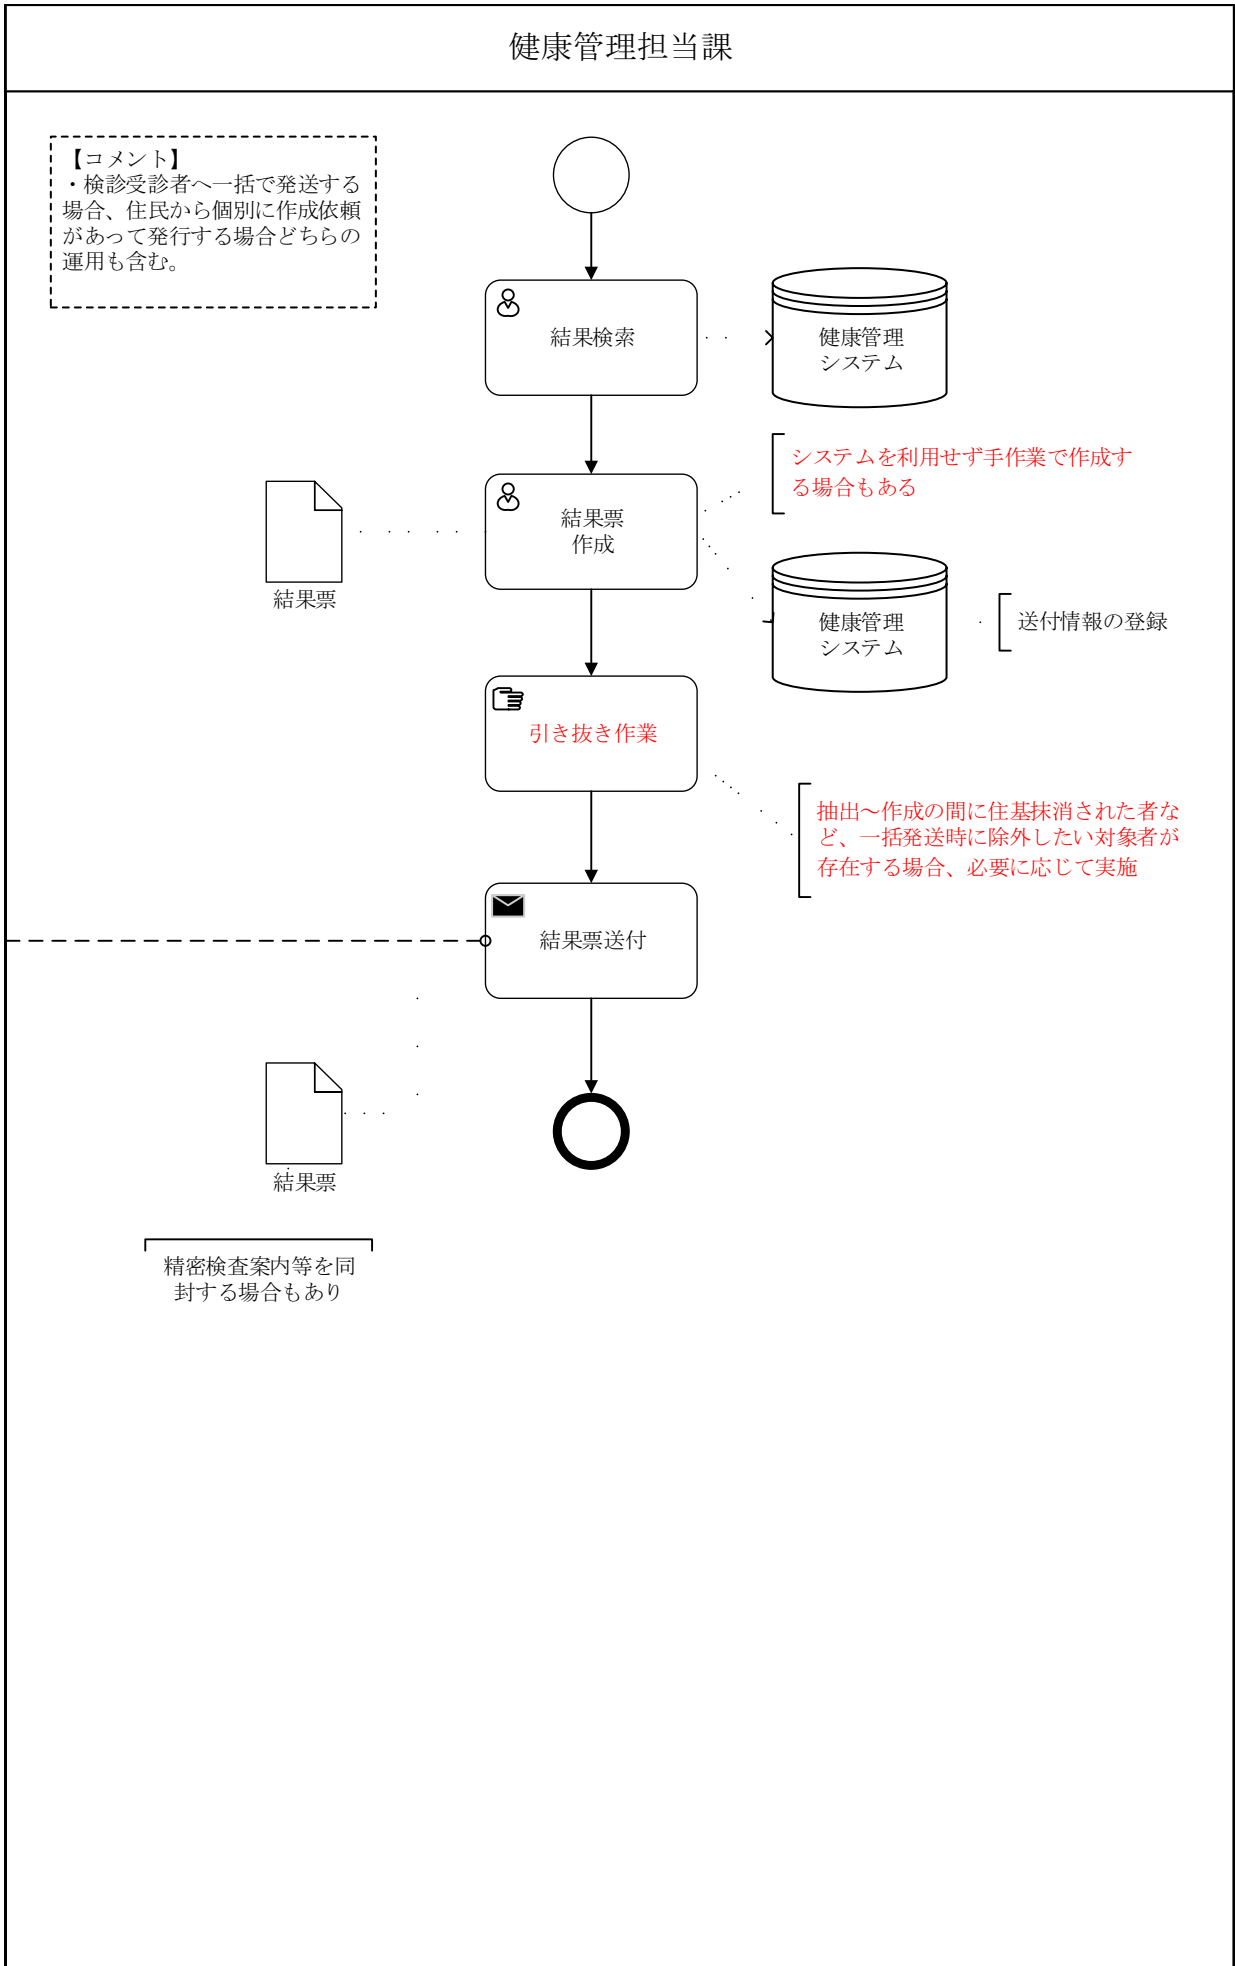 健康管理担当課
【コメント】
・検診受診者へ一括で発送する
場合、住民から個別に作成依頼
があって発行する場合どちらの
運用も含む。
結果検索
健康管理
システム
システムを利用せず手作業で作成す
る場合もある
結果票
作成
結果票
健康管理
システム
送付情報の登録
引き抜き作業
抽出～作成の間に住基抹消された者な
ど、一括発送時に除外したい対象者が
存在する場合、必要に応じて実施
結果票送付
結果票
精密検査案内等を同
封する場合もあり